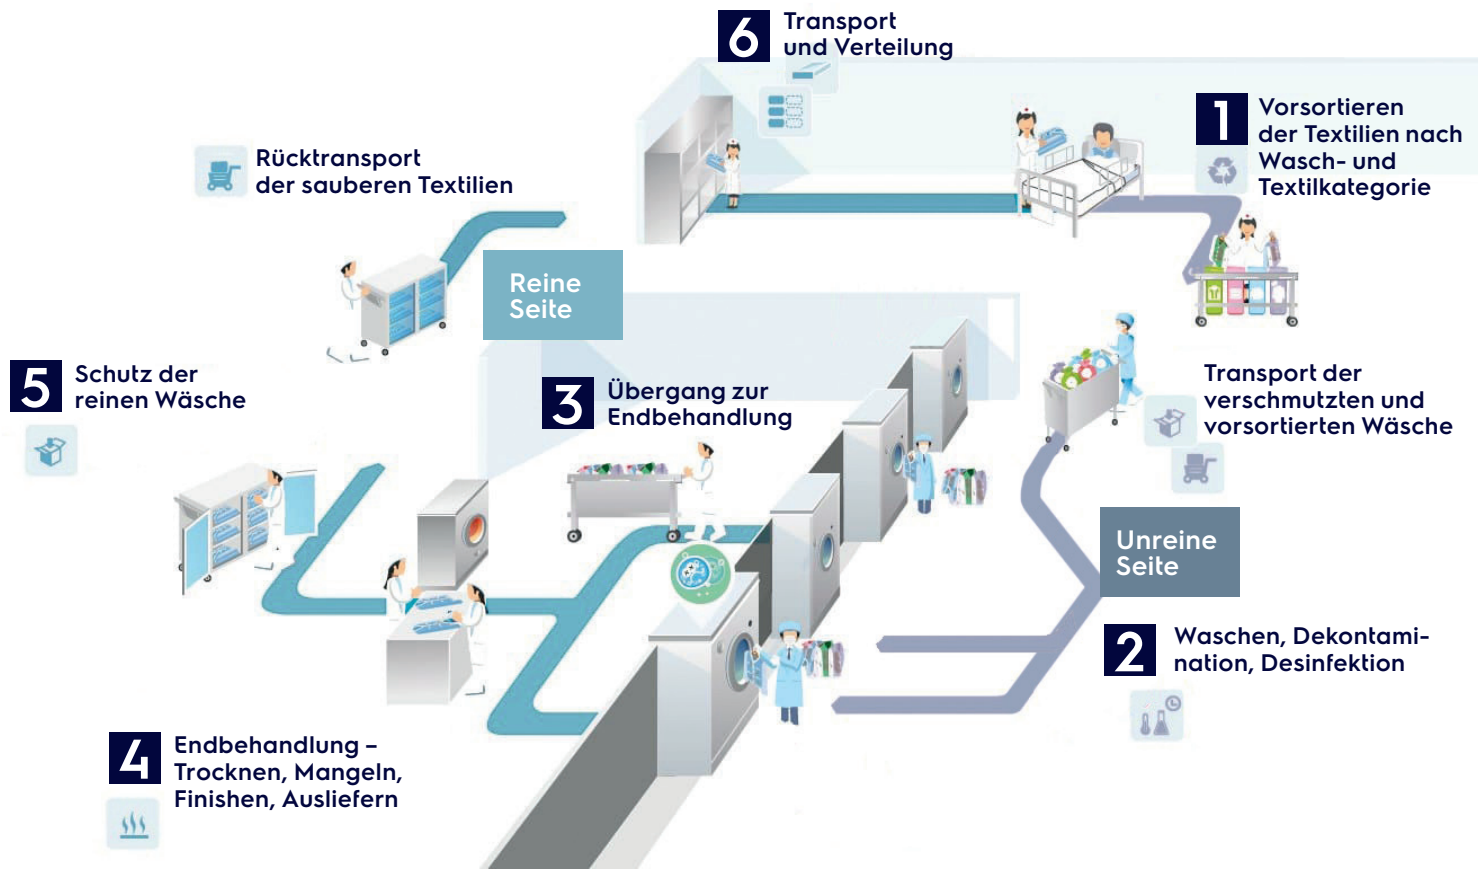 6
Transport
und Verteilung
1
Vorsortieren
der Textilien nach
Wasch- und
Textilkategorie
Rücktransport
der sauberen Textilien
Reine
Seite
5
Schutz der
reinen Wäsche
3
Übergang zur
Endbehandlung
Transport der
verschmutzten und
vorsortierten Wäsche
Unreine
Seite
2
Waschen, Dekontami-
nation, Desinfektion
4
Endbehandlung –
Trocknen, Mangeln,
Finishen, Ausliefern